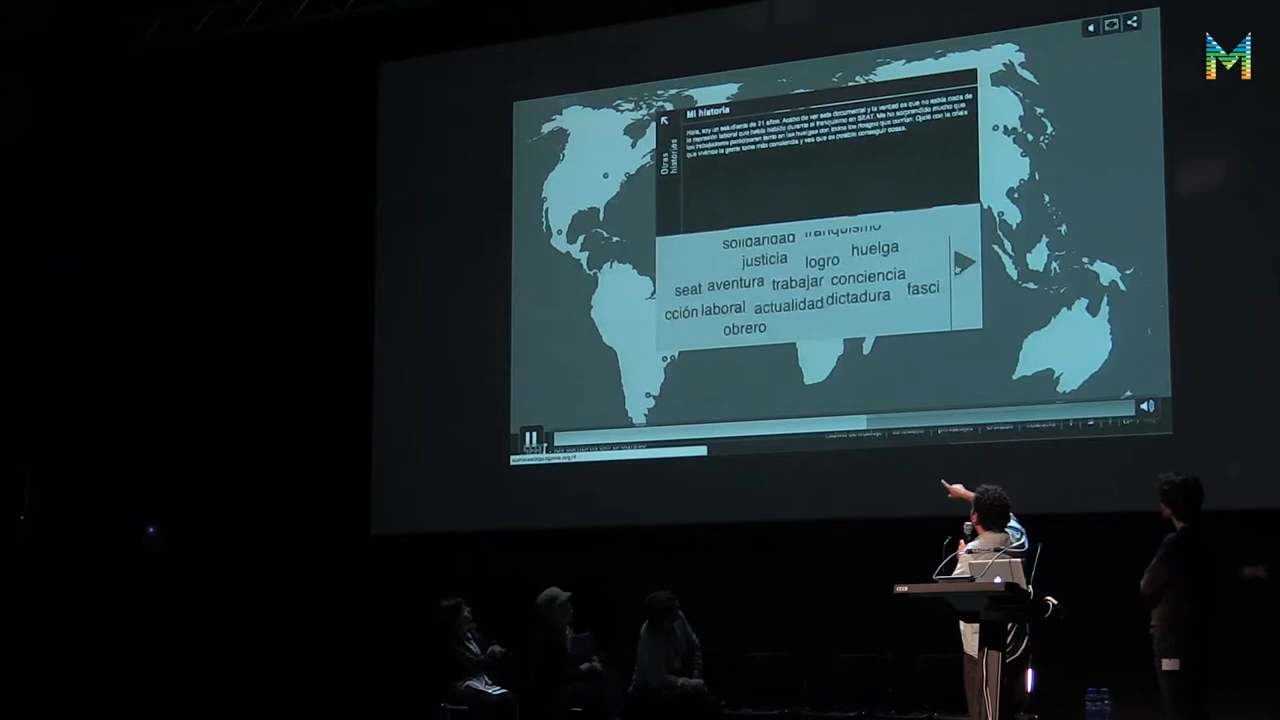 Mi historia
Hola, soy un estudiante de 21 años. Acabo de ver este documental y la verdad es que no sabía nada de
la represión laboral que había habido durante el franquismo en SEAT. Me ha sorprendido mucho que
los trabajadores participaran tanto en las huelgas con todos los riesgos que corrían. Ojalá con la crisis
que vivimos la gente tome más conciencia y vea que es posible conseguir cosas.
Otras
historias
solidaridad franquismo
justicia logro huelga
seat aventura trabajar conciencia
cción laboral actualidad dictadura fasci
obrero
SEAT
CCCB
M